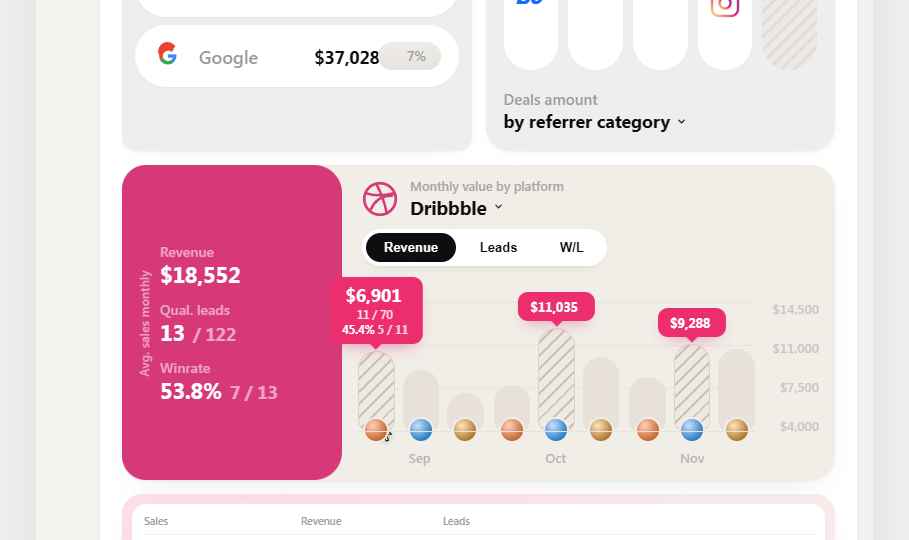 Google $37,028 7%
Deals amount
by referrer category
Avg. sales monthly
Revenue
$18,552
Qual. leads
13 / 122
Winrate
53.8% 7 / 13
Monthly value by platform
Dribbble
Revenue Leads W/L
$6,901
11 / 70
45.4% 5 / 11
$11,035
$9,288
$14,500
$11,000
$7,500
$4,000
Sep Oct Nov
Sales Revenue Leads